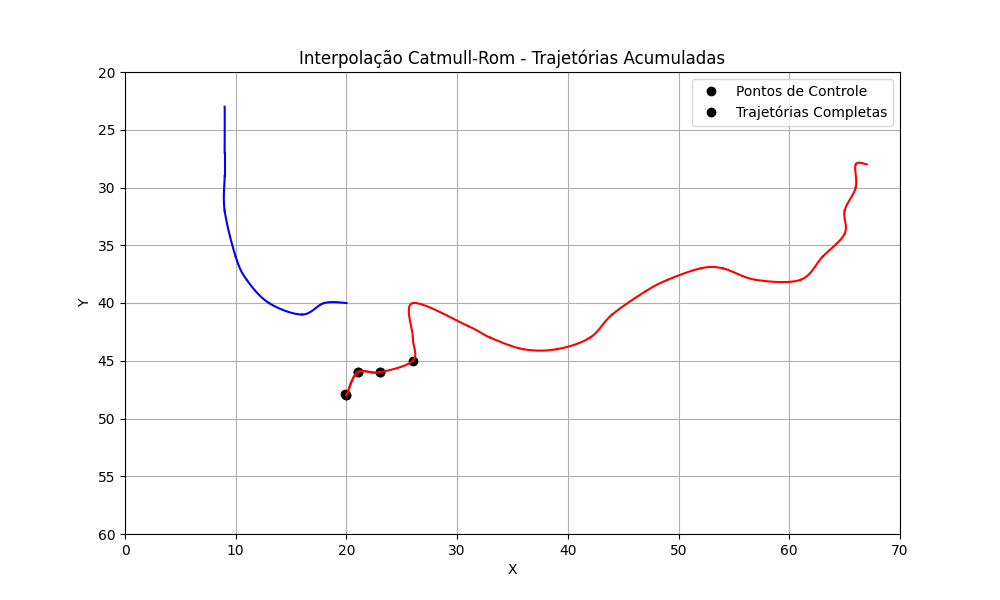 Interpolação Catmull-Rom - Trajetórias Acumuladas
Pontos de Controle
Trajetórias Completas
Y
20
25
30
35
40
45
50
55
60
0 10 20 30 40 50 60 70
X